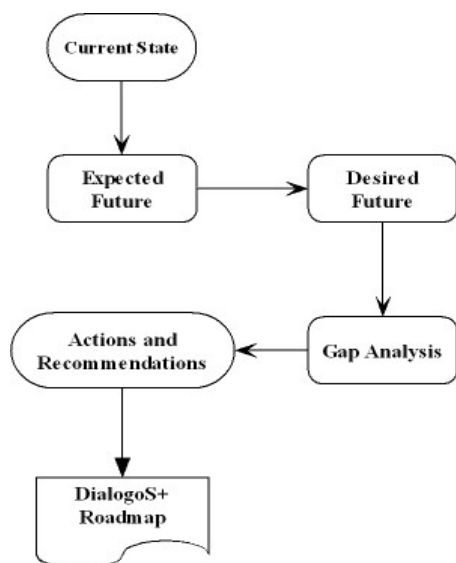 Current State
Expected
Future
Desired
Future
Gap Analysis
Actions and
Recommendations
DialogoS+
Roadmap